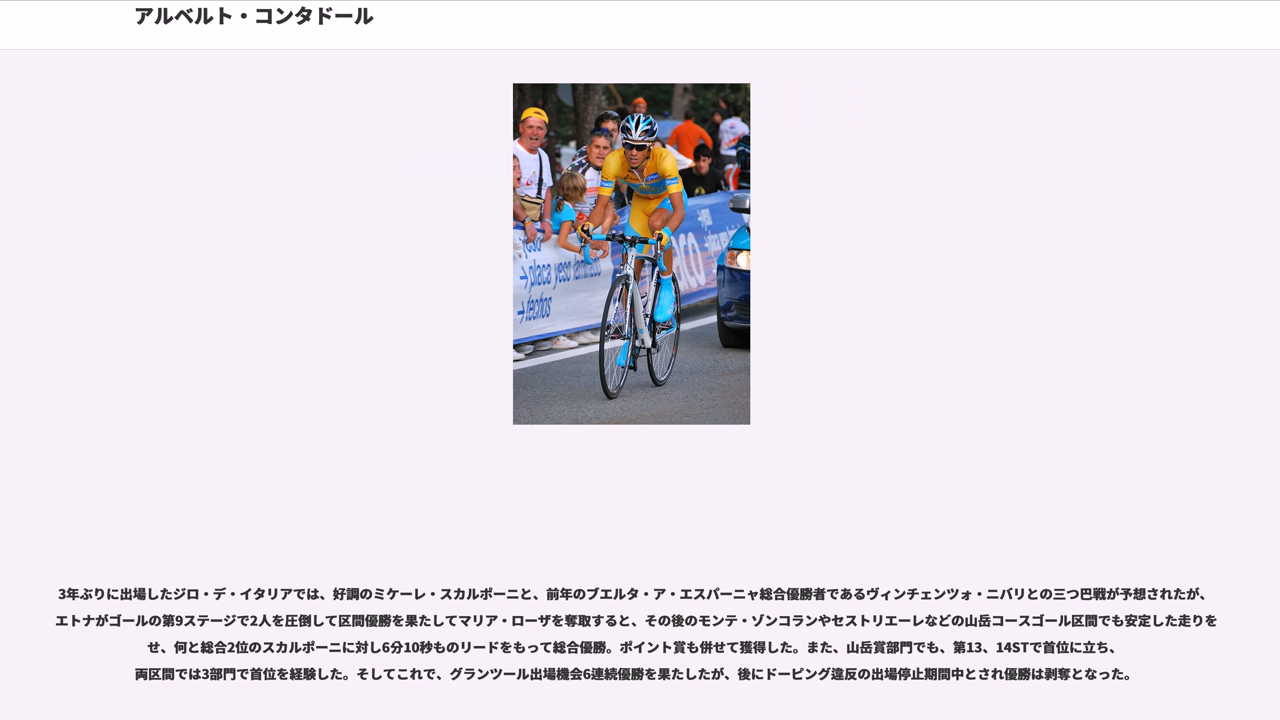 アルベルト・コンタドール
yeso
→placa yeso laminado
→techos
aco
3年ぶりに出場したジロ・デ・イタリアでは、好調のミケーレ・スカルポーニと、前年のブエルタ・ア・エスパーニャ総合優勝者であるヴィンチェンツォ・ニバリとの三つ巴戦が予想されたが、
エトナがゴールの第9ステージで2人を圧倒して区間優勝を果たしてマリア・ローザを奪取すると、その後のモンテ・ゾンコランやセストリエーレなどの山岳コースゴール区間でも安定した走りを
せ、何と総合2位のスカルポーニに対し6分10秒ものリードをもって総合優勝。ポイント賞も併せて獲得した。また、山岳賞部門でも、第13、14STで首位に立ち、
両区間では3部門で首位を経験した。そしてこれで、グランツール出場機会6連続優勝を果たしたが、後にドーピング違反の出場停止期間中とされ優勝は剥奪となった。